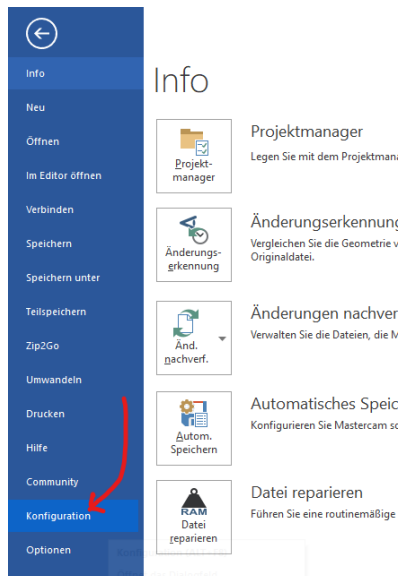 Info
Neu
Öffnen
Im Editor öffnen
Verbinden
Speichern
Speichern unter
Teilspeichern
Zip2Go
Umwandeln
Drucken
Hilfe
Community
Konfiguration
Optionen
Info
Projekt-
manager
Projektmanager
Legen Sie mit dem Projektmana
Änderungs-
erkennung
Änderungserkennung
Vergleichen Sie die Geometrie v
Originaldatei.
Änd.
nachverf.
Änderungen nachver
Verwalten Sie die Dateien, die M
Autom.
Speichern
Automatisches Speic
Konfigurieren Sie Mastercam so
RAM
Datei
reparieren
Datei reparieren
Führen Sie eine routinemäßige